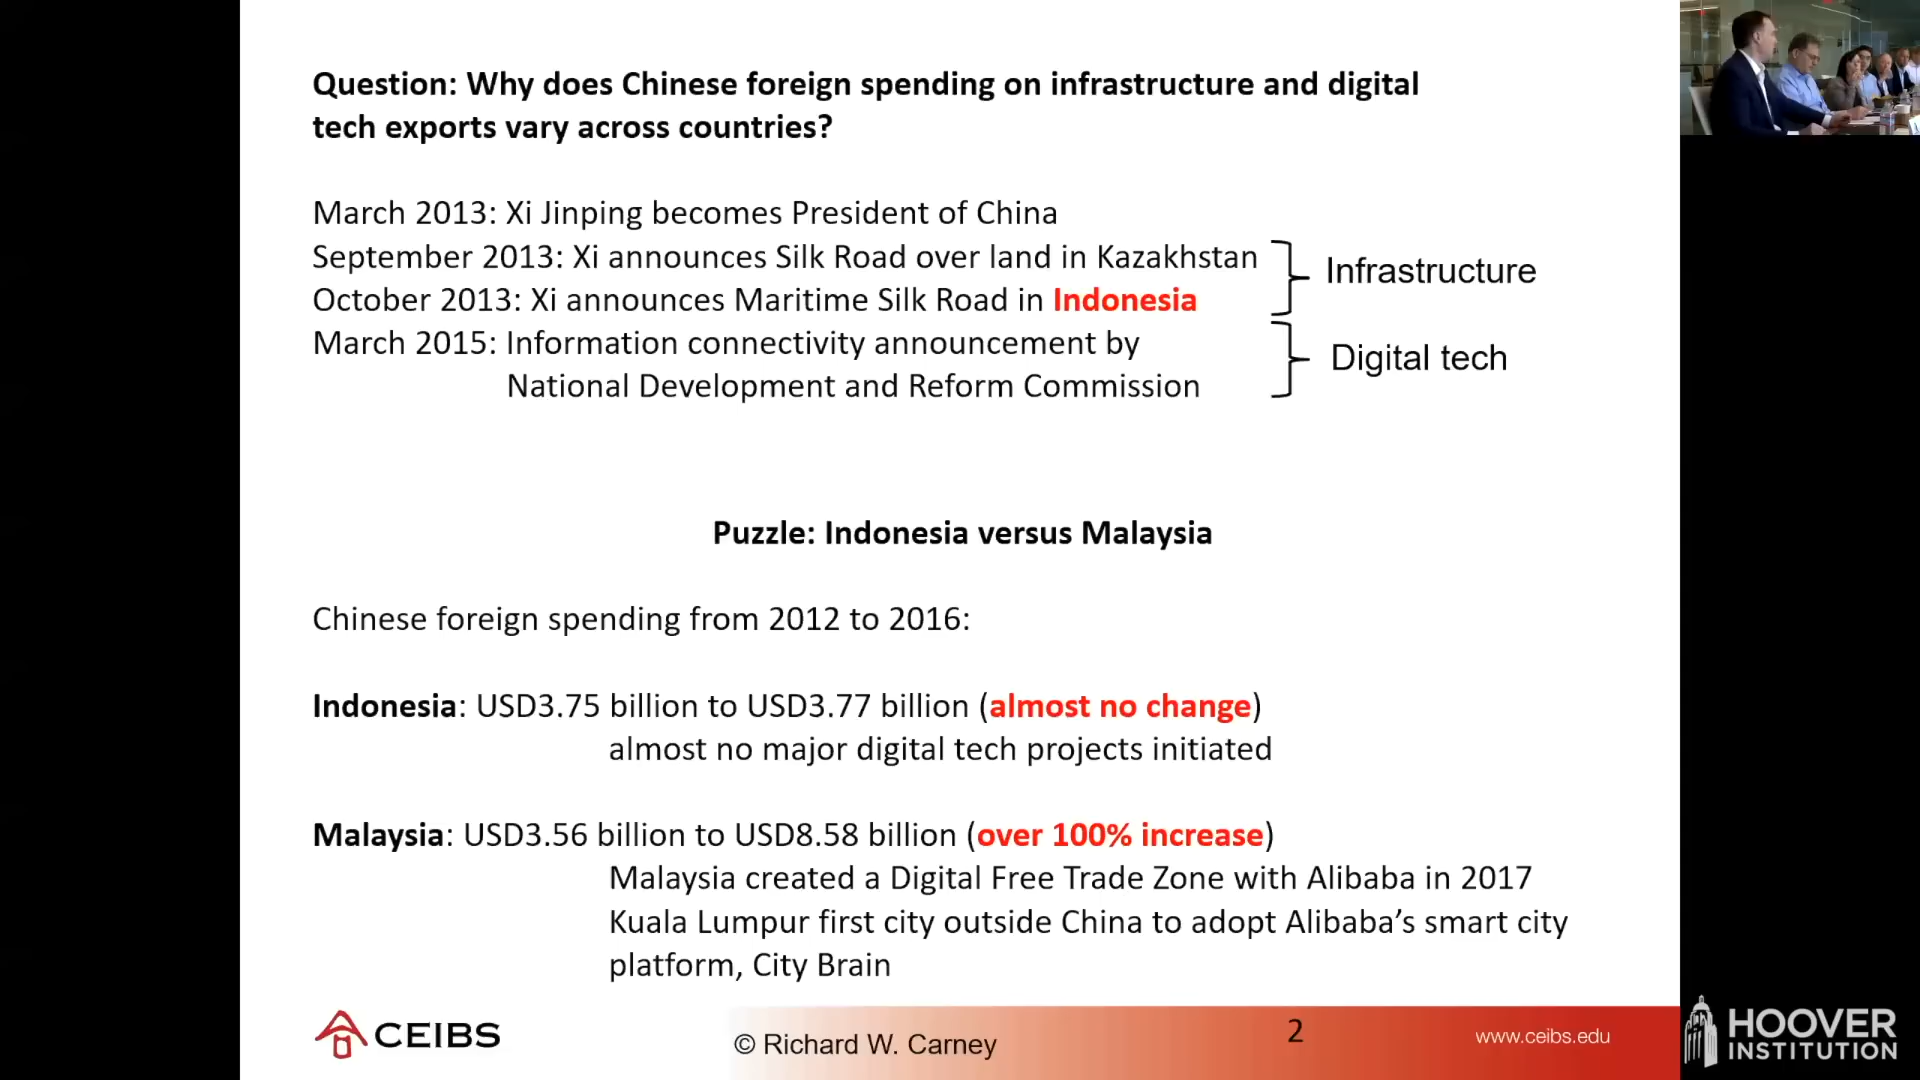 Question: Why does Chinese foreign spending on infrastructure and digital
tech exports vary across countries?
March 2013: Xi Jinping becomes President of China
September 2013: Xi announces Silk Road over land in Kazakhstan
October 2013: Xi announces Maritime Silk Road in Indonesia
Infrastructure
March 2015: Information connectivity announcement by
National Development and Reform Commission
Digital tech
Puzzle: Indonesia versus Malaysia
Chinese foreign spending from 2012 to 2016:
Indonesia: USD3.75 billion to USD3.77 billion (almost no change)
almost no major digital tech projects initiated
Malaysia: USD3.56 billion to USD8.58 billion (over 100% increase)
Malaysia created a Digital Free Trade Zone with Alibaba in 2017
Kuala Lumpur first city outside China to adopt Alibaba’s smart city
platform, City Brain
CEIBS
© Richard W. Carney
2
www.ceibs.edu
HOOVER
INSTITUTION